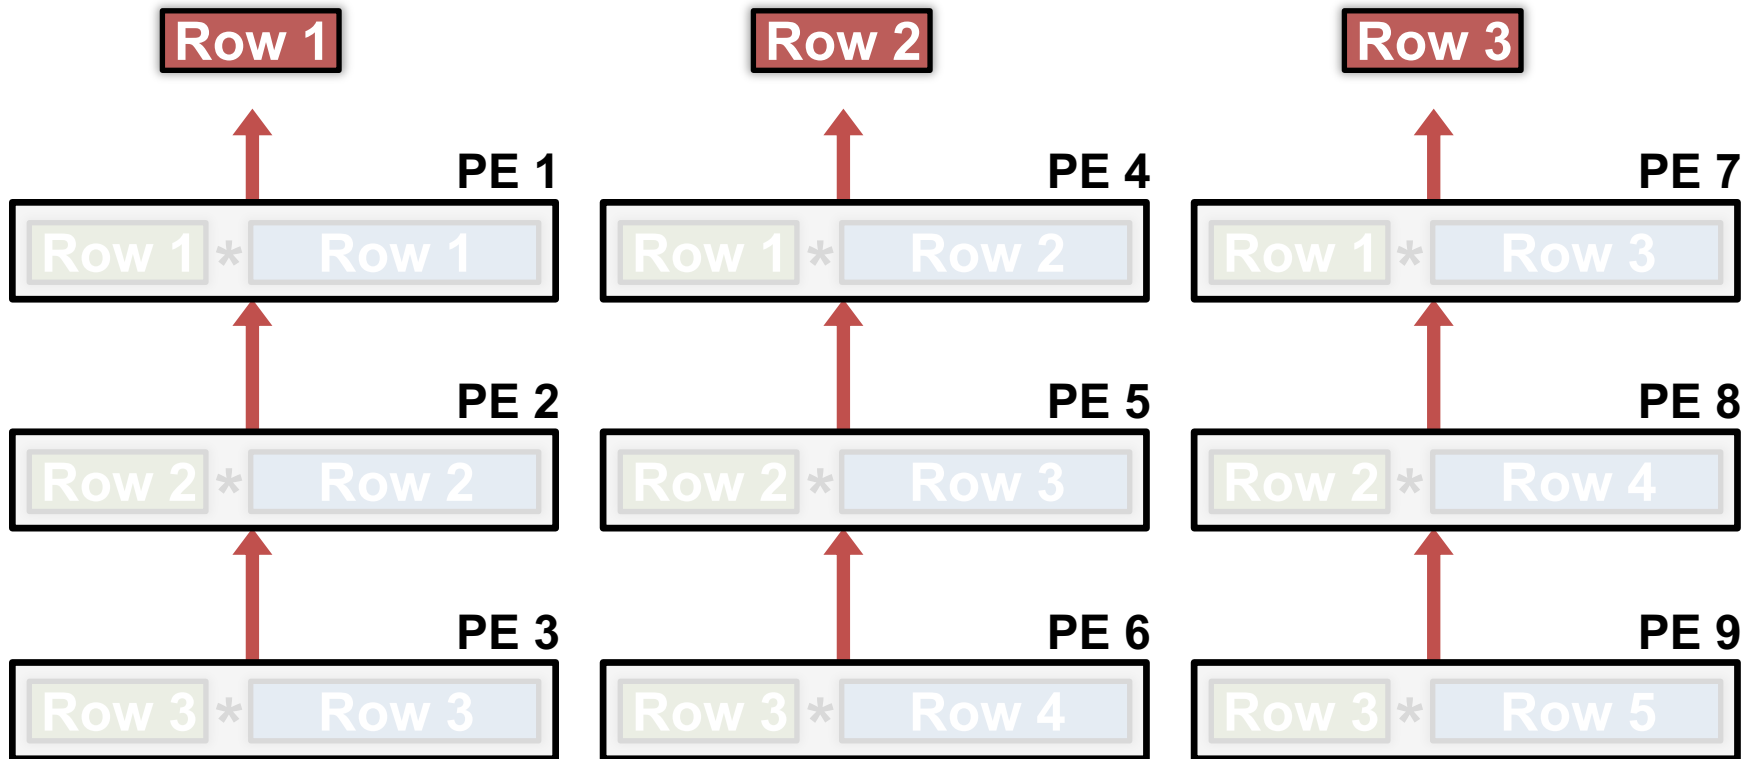 Row 1 Row 2 Row 3
PE 1 PE 4 PE 7
Row 1 * Row 1 Row 1 * Row 2 Row 1 * Row 3
PE 2 PE 5 PE 8
Row 2 * Row 2 Row 2 * Row 3 Row 2 * Row 4
PE 3 PE 6 PE 9
Row 3 * Row 3 Row 3 * Row 4 Row 3 * Row 5